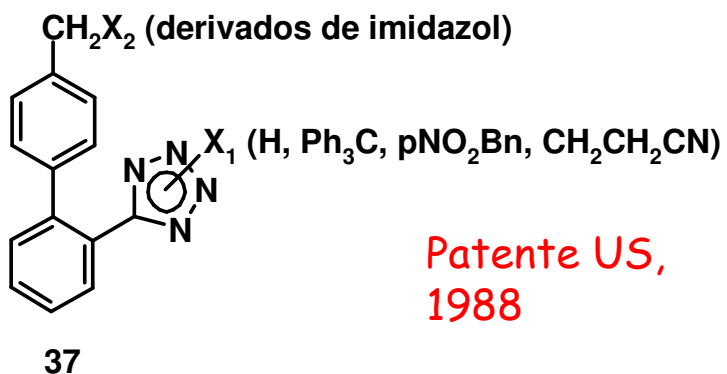 CH₂X₂ (derivados de imidazol)
X₁ (H, Ph₃C, pNO₂Bn, CH₂CH₂CN)
N N
N
N
Patente US,
1988
37